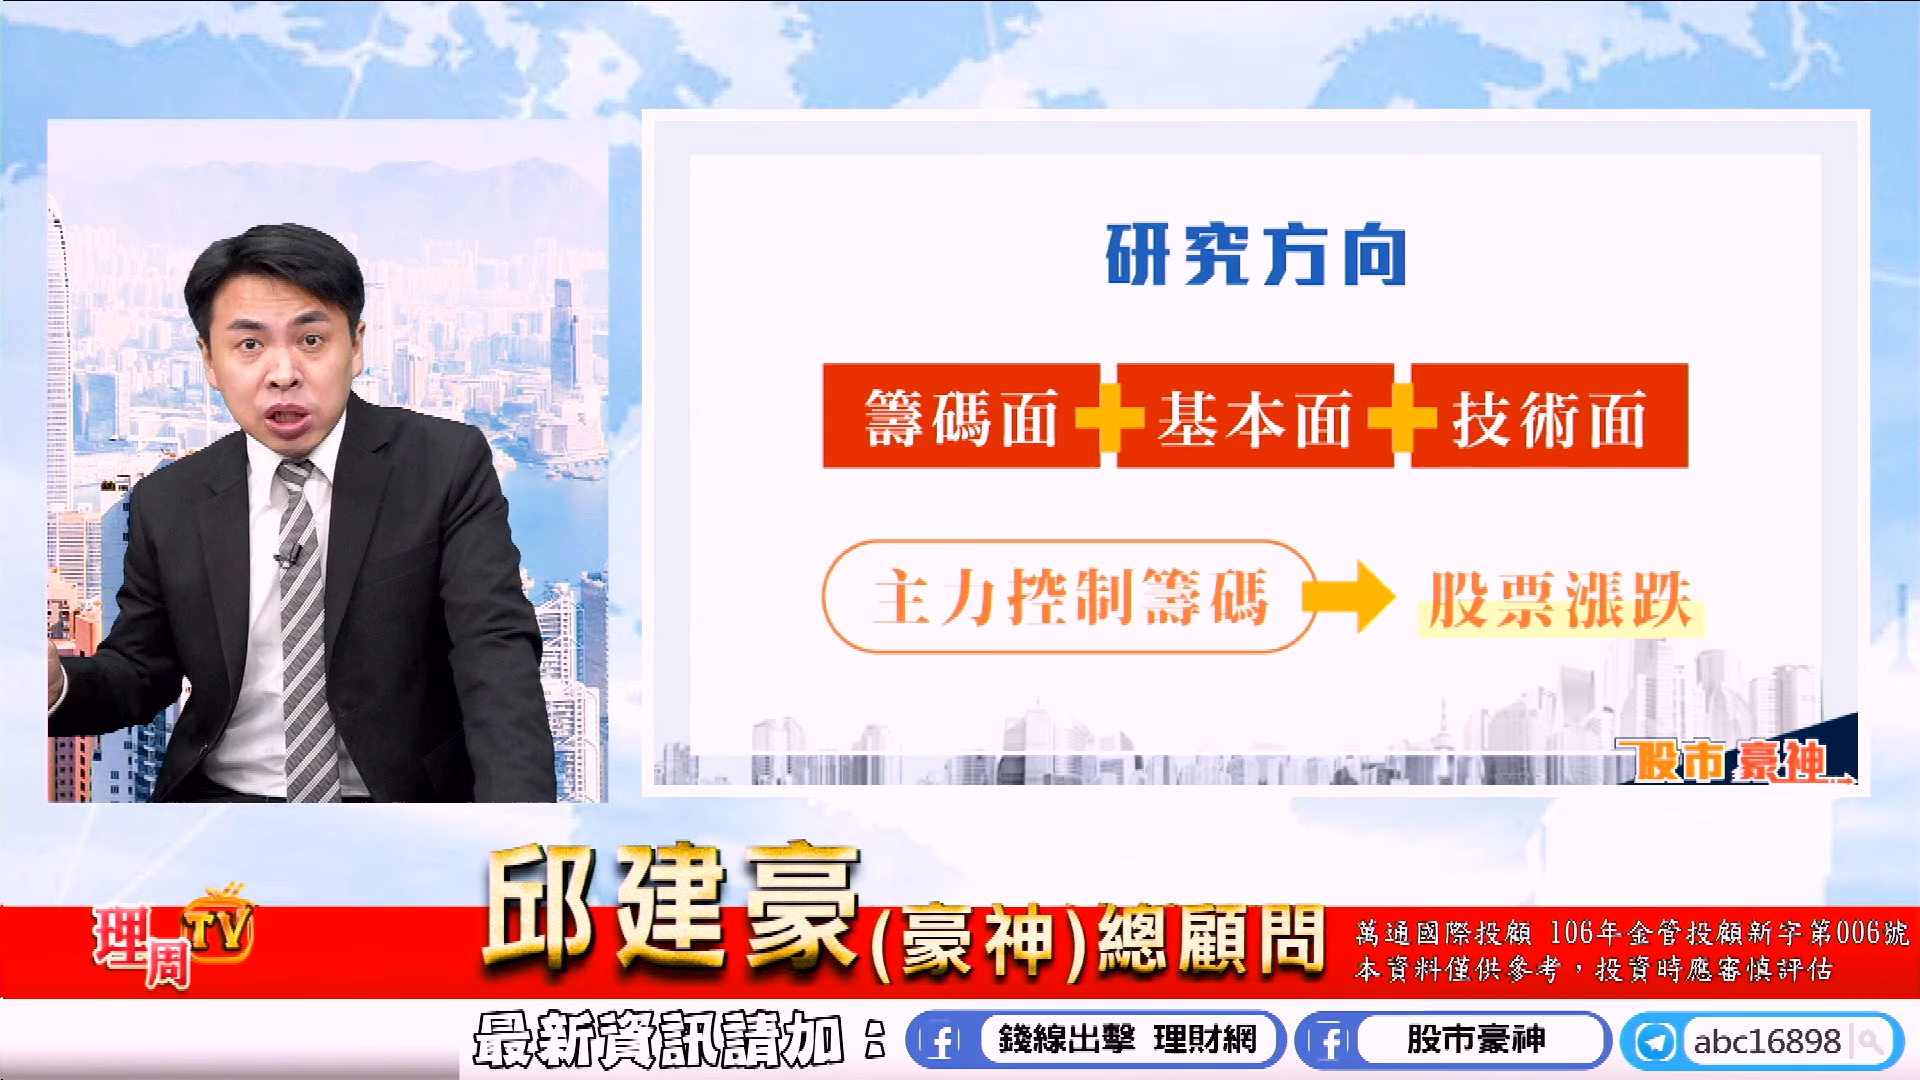 研究方向
籌碼面+基本面+技術面
主力控制籌碼
股票漲跌
股市豪神
理周TV
邱建豪(豪神)總顧問
萬通國際投顧 106年金管投顧新字第006號
本資料僅供參考，投資時應審慎評估
最新資訊請加：
f 錢線出擊 理財網
f 股市豪神
abc16898